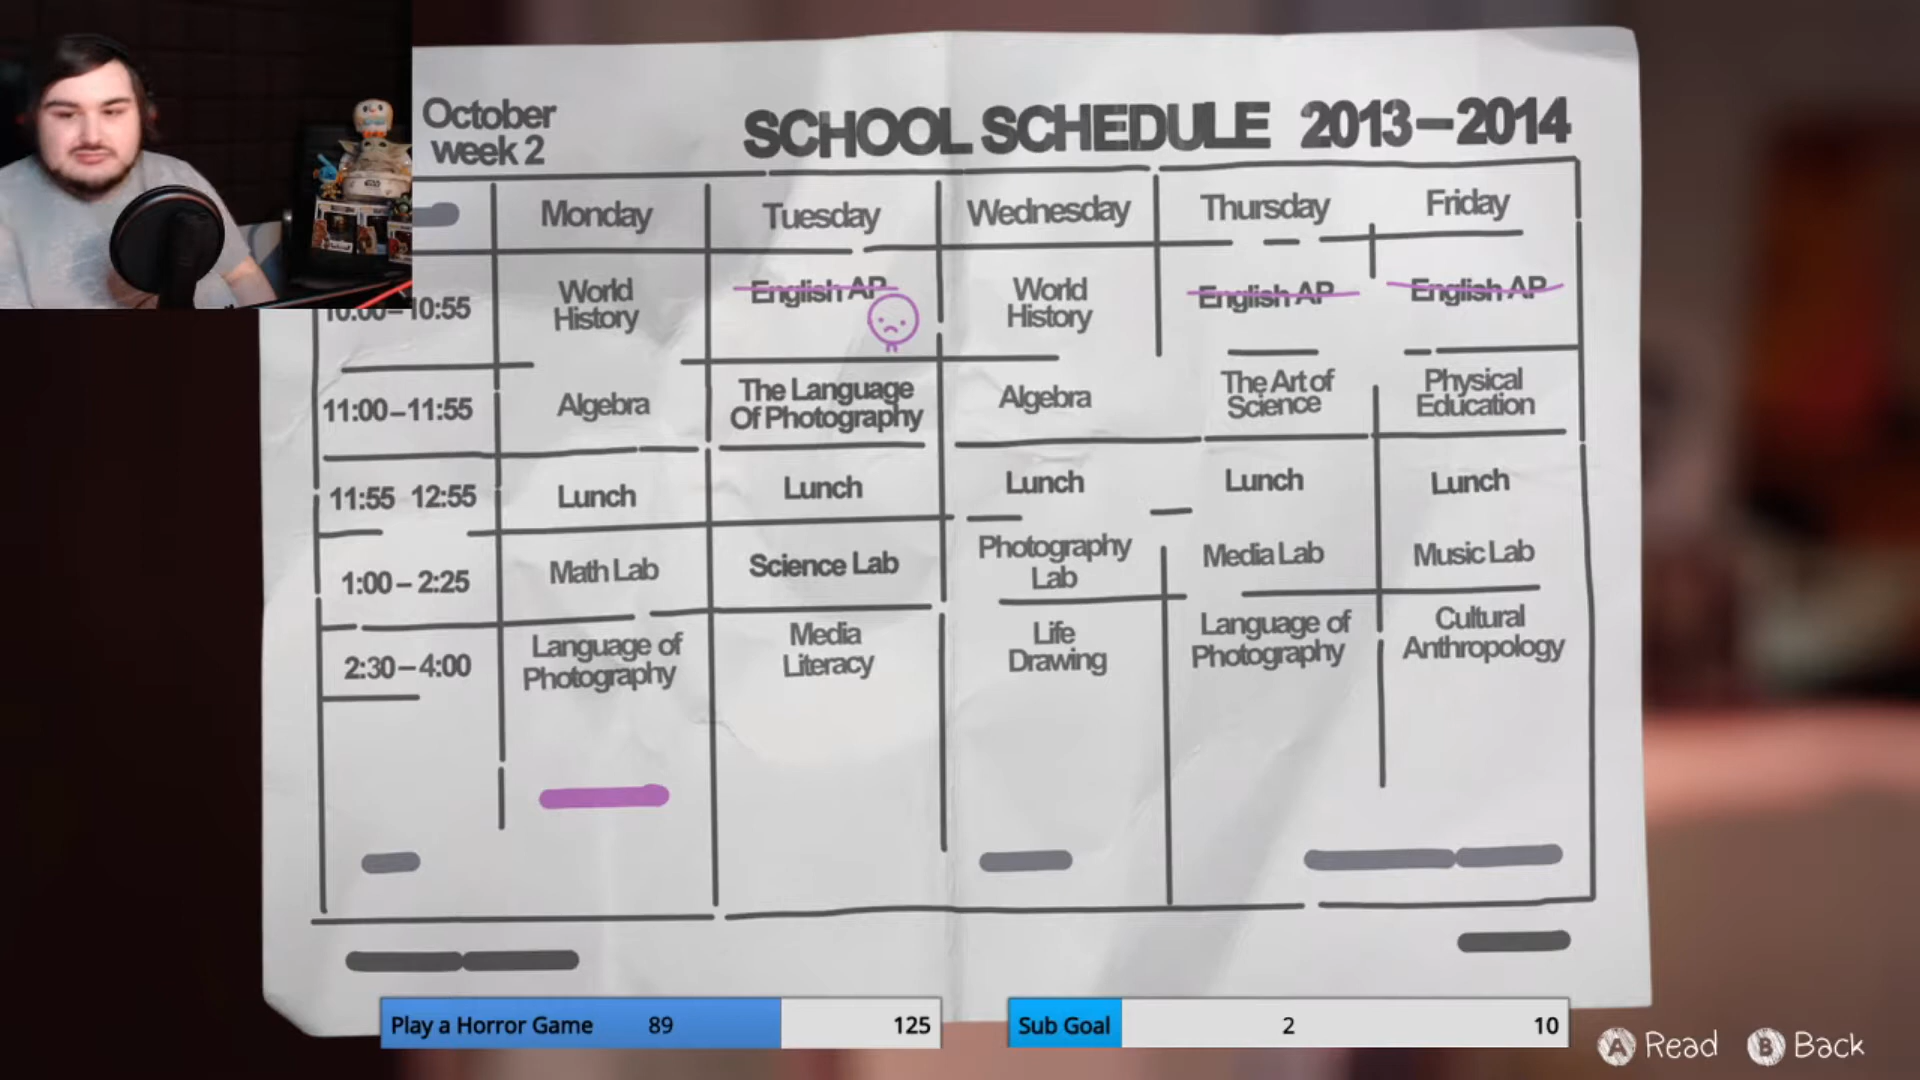 October
week 2
SCHOOL SCHEDULE 2013-2014
Monday Tuesday Wednesday Thursday Friday
10:00-10:55
World
History
English AP
World
History
English AP
English AP
11:00-11:55
Algebra
The Language
Of Photography
Algebra
The Art of
Science
Physical
Education
11:55 12:55
Lunch
Lunch
Lunch
Lunch
Lunch
1:00-2:25
Math Lab
Science Lab
Photography
Lab
Media Lab
Music Lab
2:30-4:00
Language of
Photography
Media
Literacy
Life
Drawing
Language of
Photography
Cultural
Anthropology
Play a Horror Game 89 125
Sub Goal 2 10
A Read B Back